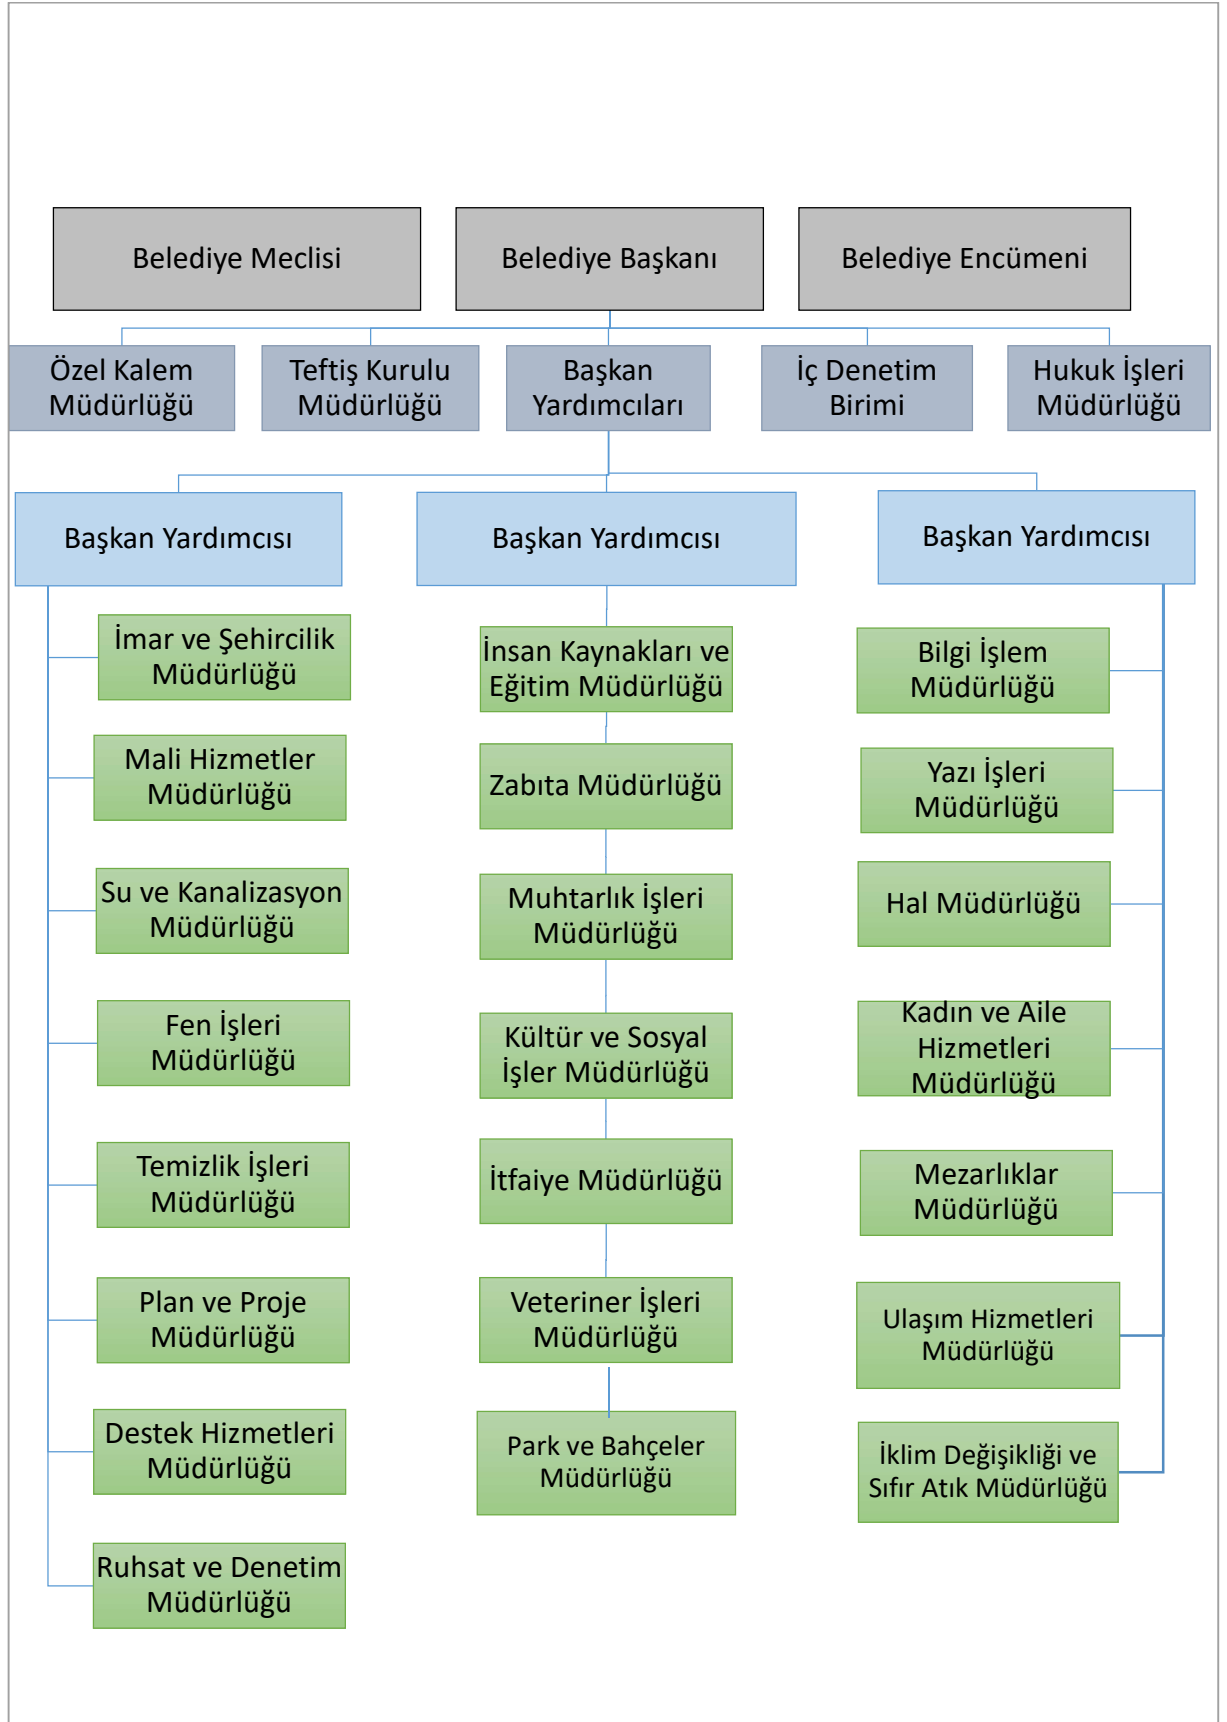 Belediye Meclisi
Belediye Başkanı
Belediye Encümeni
Özel Kalem
Müdürlüğü
Teftiş Kurulu
Müdürlüğü
Başkan
Yardımcıları
İç Denetim
Birimi
Hukuk İşleri
Müdürlüğü
Başkan Yardımcısı
İmar ve Şehircilik
Müdürlüğü
Mali Hizmetler
Müdürlüğü
Su ve Kanalizasyon
Müdürlüğü
Fen İşleri
Müdürlüğü
Temizlik İşleri
Müdürlüğü
Plan ve Proje
Müdürlüğü
Destek Hizmetleri
Müdürlüğü
Ruhsat ve Denetim
Müdürlüğü
Başkan Yardımcısı
İnsan Kaynakları ve
Eğitim Müdürlüğü
Zabıta Müdürlüğü
Muhtarlık İşleri
Müdürlüğü
Kültür ve Sosyal
İşler Müdürlüğü
İtfaiye Müdürlüğü
Veteriner İşleri
Müdürlüğü
Park ve Bahçeler
Müdürlüğü
Başkan Yardımcısı
Bilgi İşlem
Müdürlüğü
Yazı İşleri
Müdürlüğü
Hal Müdürlüğü
Kadın ve Aile
Hizmetleri
Müdürlüğü
Mezarlıklar
Müdürlüğü
Ulaşım Hizmetleri
Müdürlüğü
İklim Değişikliği ve
Sıfır Atık Müdürlüğü